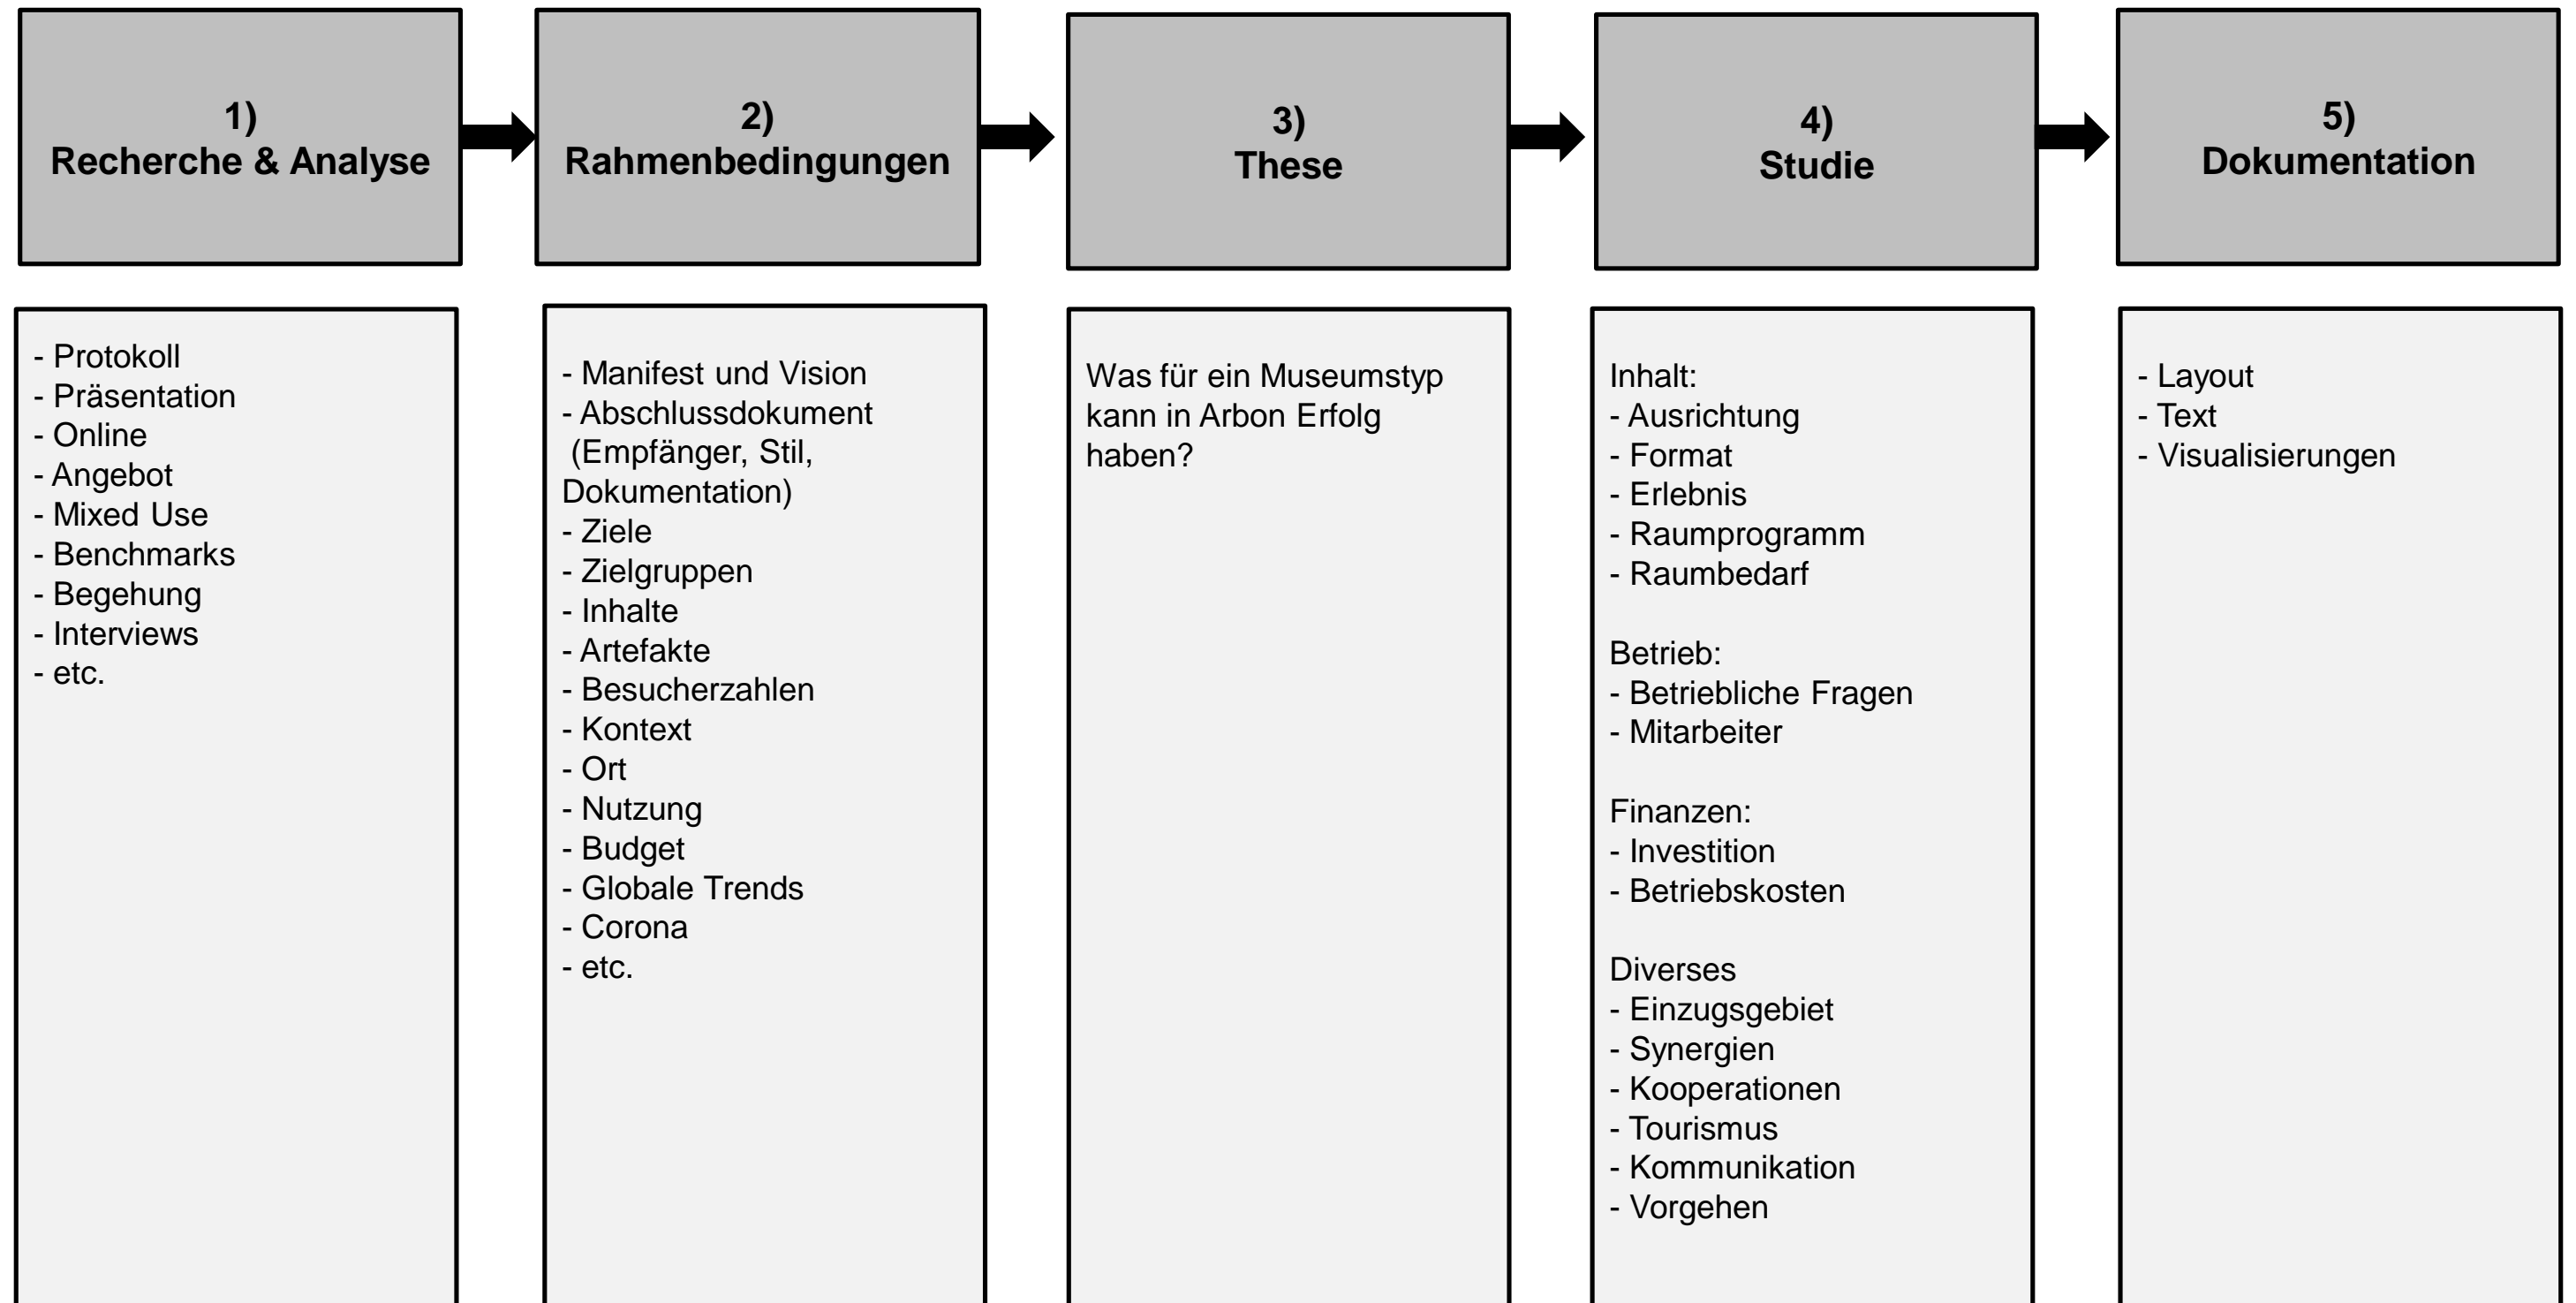 1)
Recherche & Analyse
2)
Rahmenbedingungen
3)
These
4)
Studie
5)
Dokumentation
- Protokoll
- Präsentation
- Online
- Angebot
- Mixed Use
- Benchmarks
- Begehung
- Interviews
- etc.
- Manifest und Vision
- Abschlussdokument
(Empfänger, Stil,
Dokumentation)
- Ziele
- Zielgruppen
- Inhalte
- Artefakte
- Besucherzahlen
- Kontext
- Ort
- Nutzung
- Budget
- Globale Trends
- Corona
- etc.
Was für ein Museumstyp
kann in Arbon Erfolg
haben?
Inhalt:
- Ausrichtung
- Format
- Erlebnis
- Raumprogramm
- Raumbedarf
Betrieb:
- Betriebliche Fragen
- Mitarbeiter
Finanzen:
- Investition
- Betriebskosten
Diverses
- Einzugsgebiet
- Synergien
- Kooperationen
- Tourismus
- Kommunikation
- Vorgehen
- Layout
- Text
- Visualisierungen